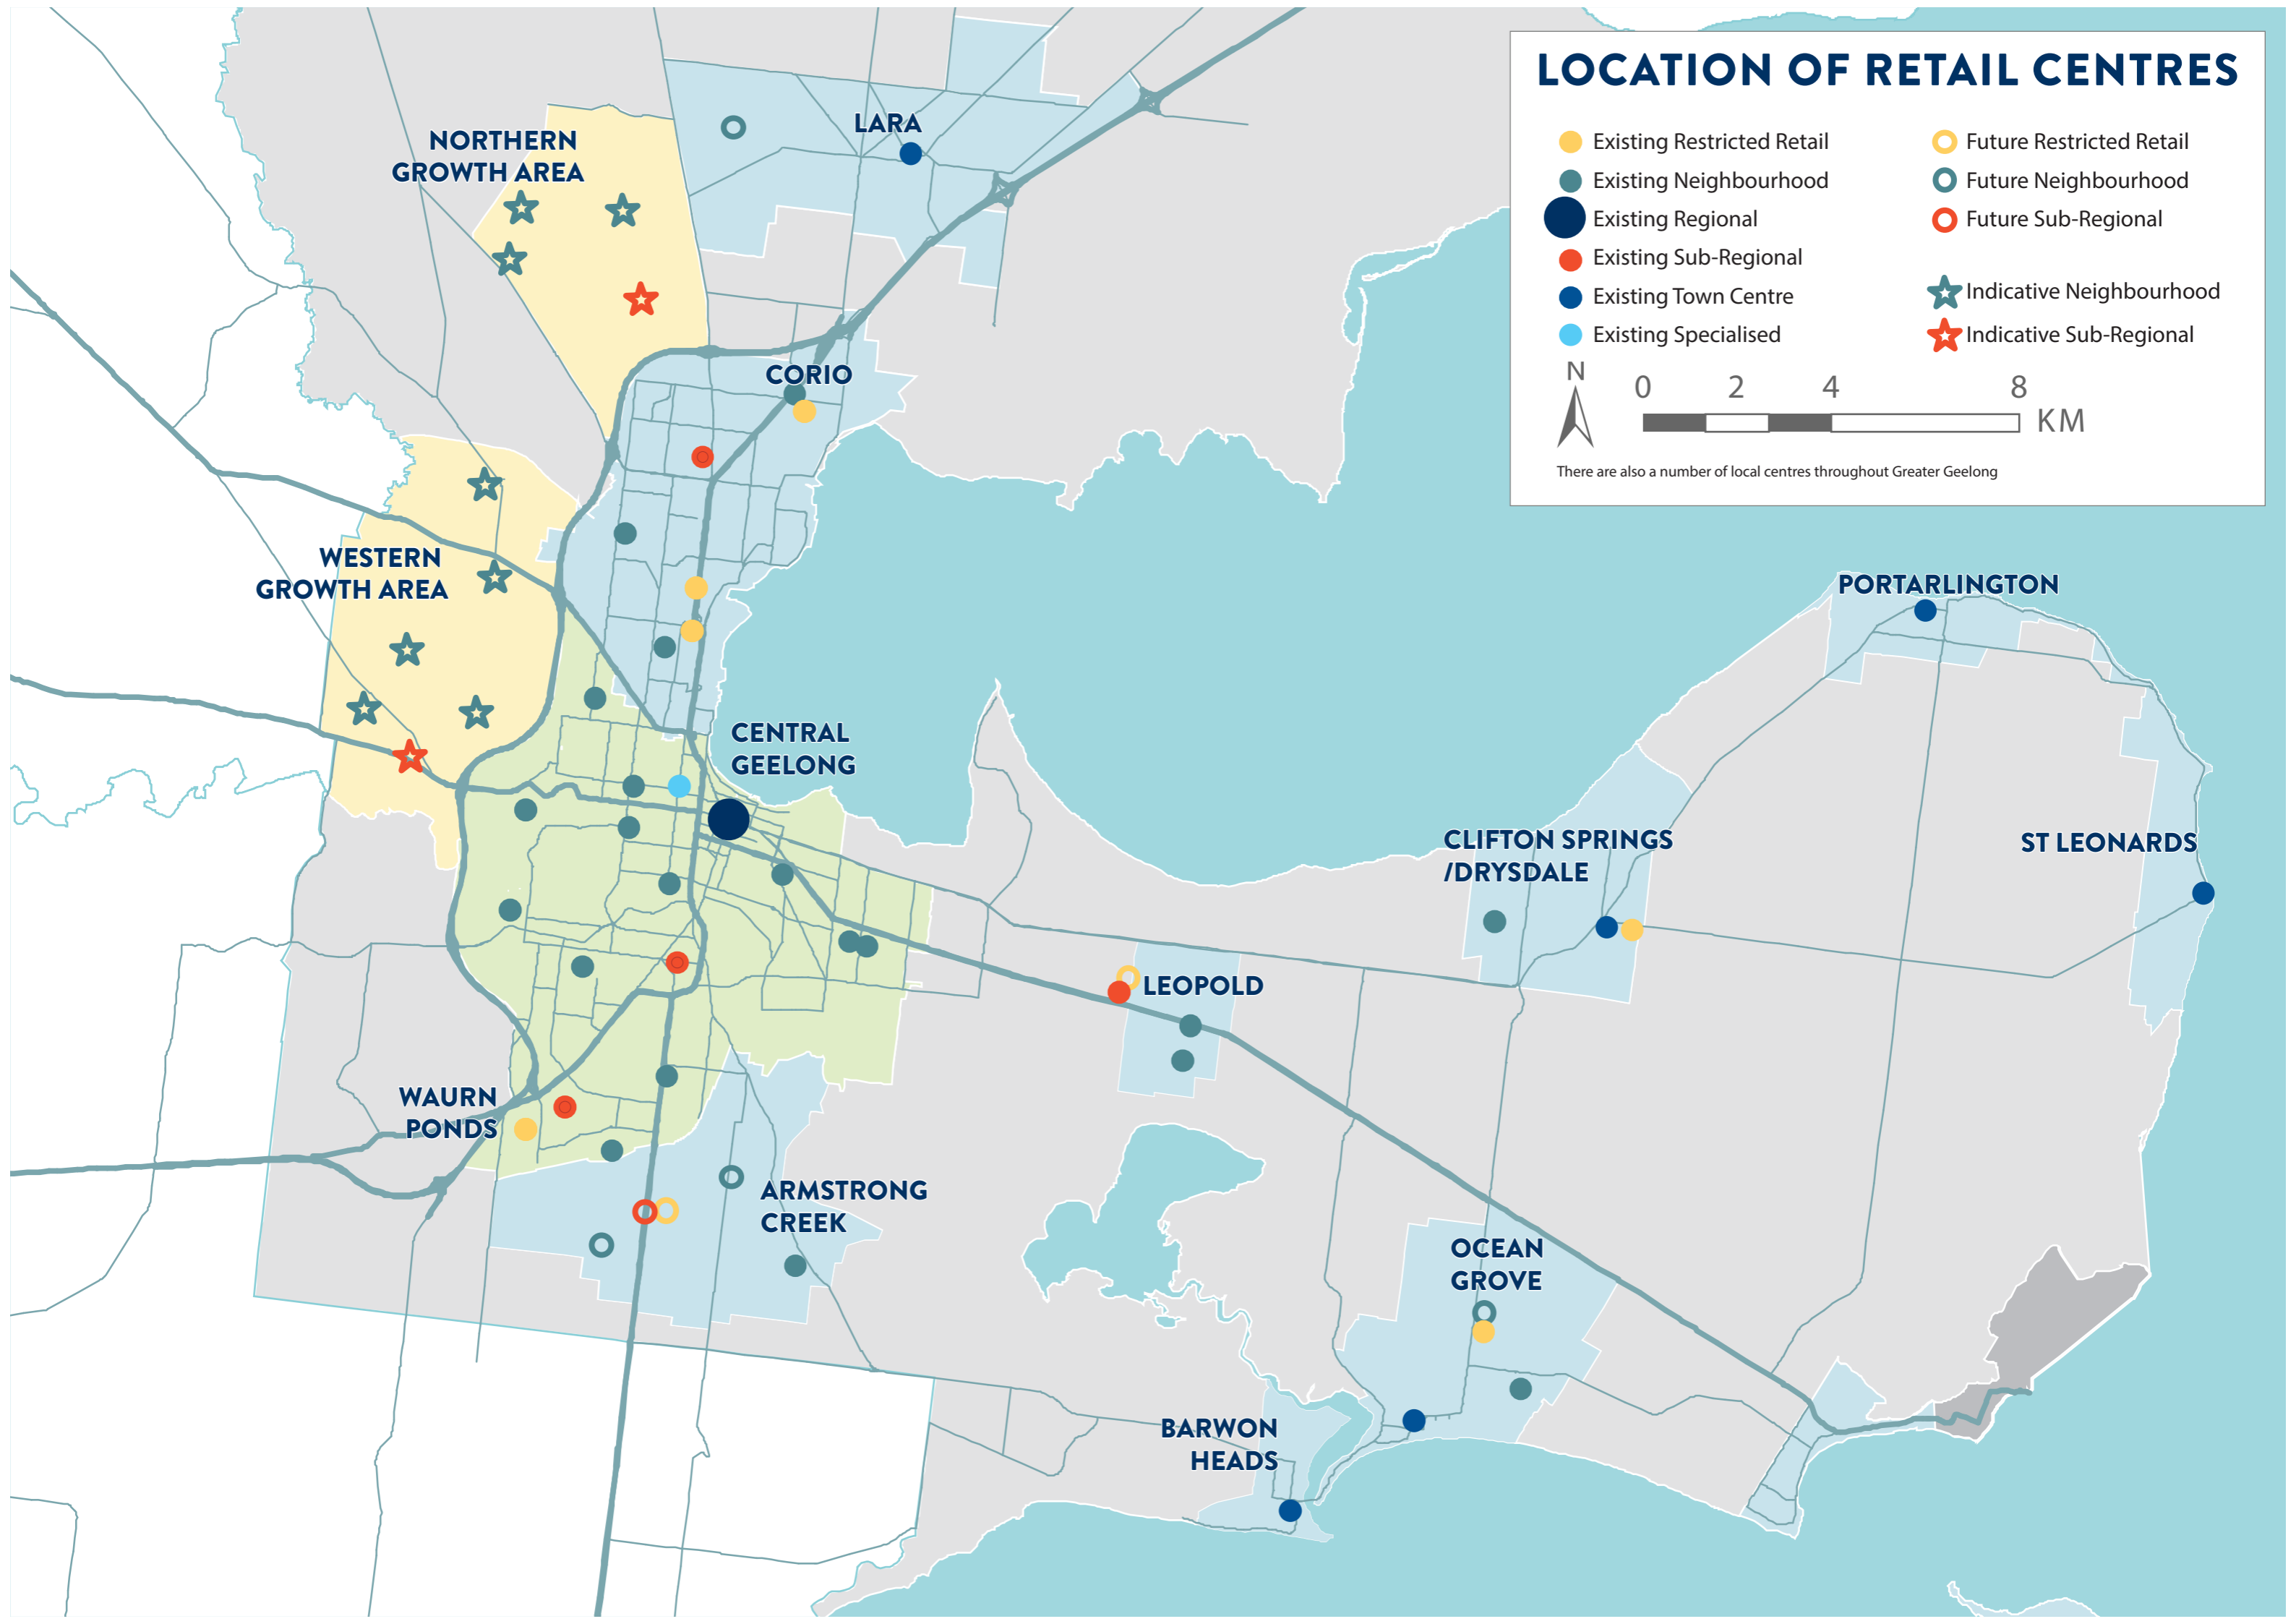 LOCATION OF RETAIL CENTRES
Existing Restricted Retail
Existing Neighbourhood
Existing Regional
Existing Sub-Regional
Existing Town Centre
Existing Specialised
Future Restricted Retail
Future Neighbourhood
Future Sub-Regional
Indicative Neighbourhood
Indicative Sub-Regional
N
0 2 4 8
KM
There are also a number of local centres throughout Greater Geelong
NORTHERN
GROWTH AREA
LARA
CORIO
WESTERN
GROWTH AREA
PORTARLINGTON
CENTRAL
GEELONG
CLIFTON SPRINGS
/DRYSDALE
ST LEONARDS
LEOPOLD
WAURN
PONDS
ARMSTRONG
CREEK
OCEAN
GROVE
BARWON
HEADS